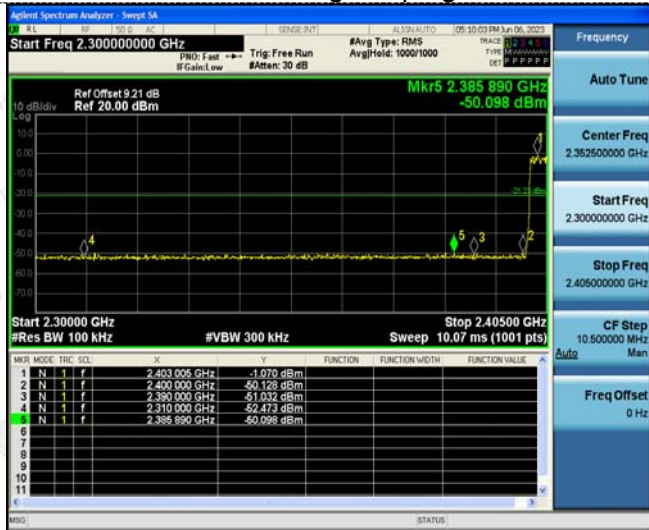 Agilent Spectrum Analyzer - Swept SA
RL RF 50 Ω AC SENSE:INT ALIGN AUTO 05:10:03 PM Jun 06, 2023
Start Freq 2.300000000 GHz
PNO: Fast
IFGain:Low
Trig: Free Run
#Atten: 30 dB
#Avg Type: RMS
Avg|Hold: 1000/1000
TRACE 1 2 3 4 5
TYPE
DET P P P P P P
Ref Offset 9.21 dB
Ref 20.00 dBm
10 dB/div
Log
Mkr5 2.385 890 GHz
-50.098 dBm
10.0
0.00
-10.0
-20.0
-30.0
-40.0
-50.0
-60.0
-70.0
1
2
3
4
5
Start 2.30000 GHz
Stop 2.40500 GHz
#Res BW 100 kHz
#VBW 300 kHz
Sweep 10.07 ms (1001 pts)
MKR MODE TRC SCL X Y FUNCTION FUNCTION WIDTH FUNCTION VALUE
1 N 1 f 2.403 005 GHz -1.070 dBm
2 N 1 f 2.400 000 GHz -50.128 dBm
3 N 1 f 2.390 000 GHz -51.032 dBm
4 N 1 f 2.310 000 GHz -52.473 dBm
5 N 1 f 2.385 890 GHz -50.098 dBm
6
7
8
9
10
11
MSG
STATUS
Frequency
Auto Tune
Center Freq
2.352500000 GHz
Start Freq
2.300000000 GHz
Stop Freq
2.405000000 GHz
CF Step
10.500000 MHz
Auto Man
Freq Offset
0 Hz